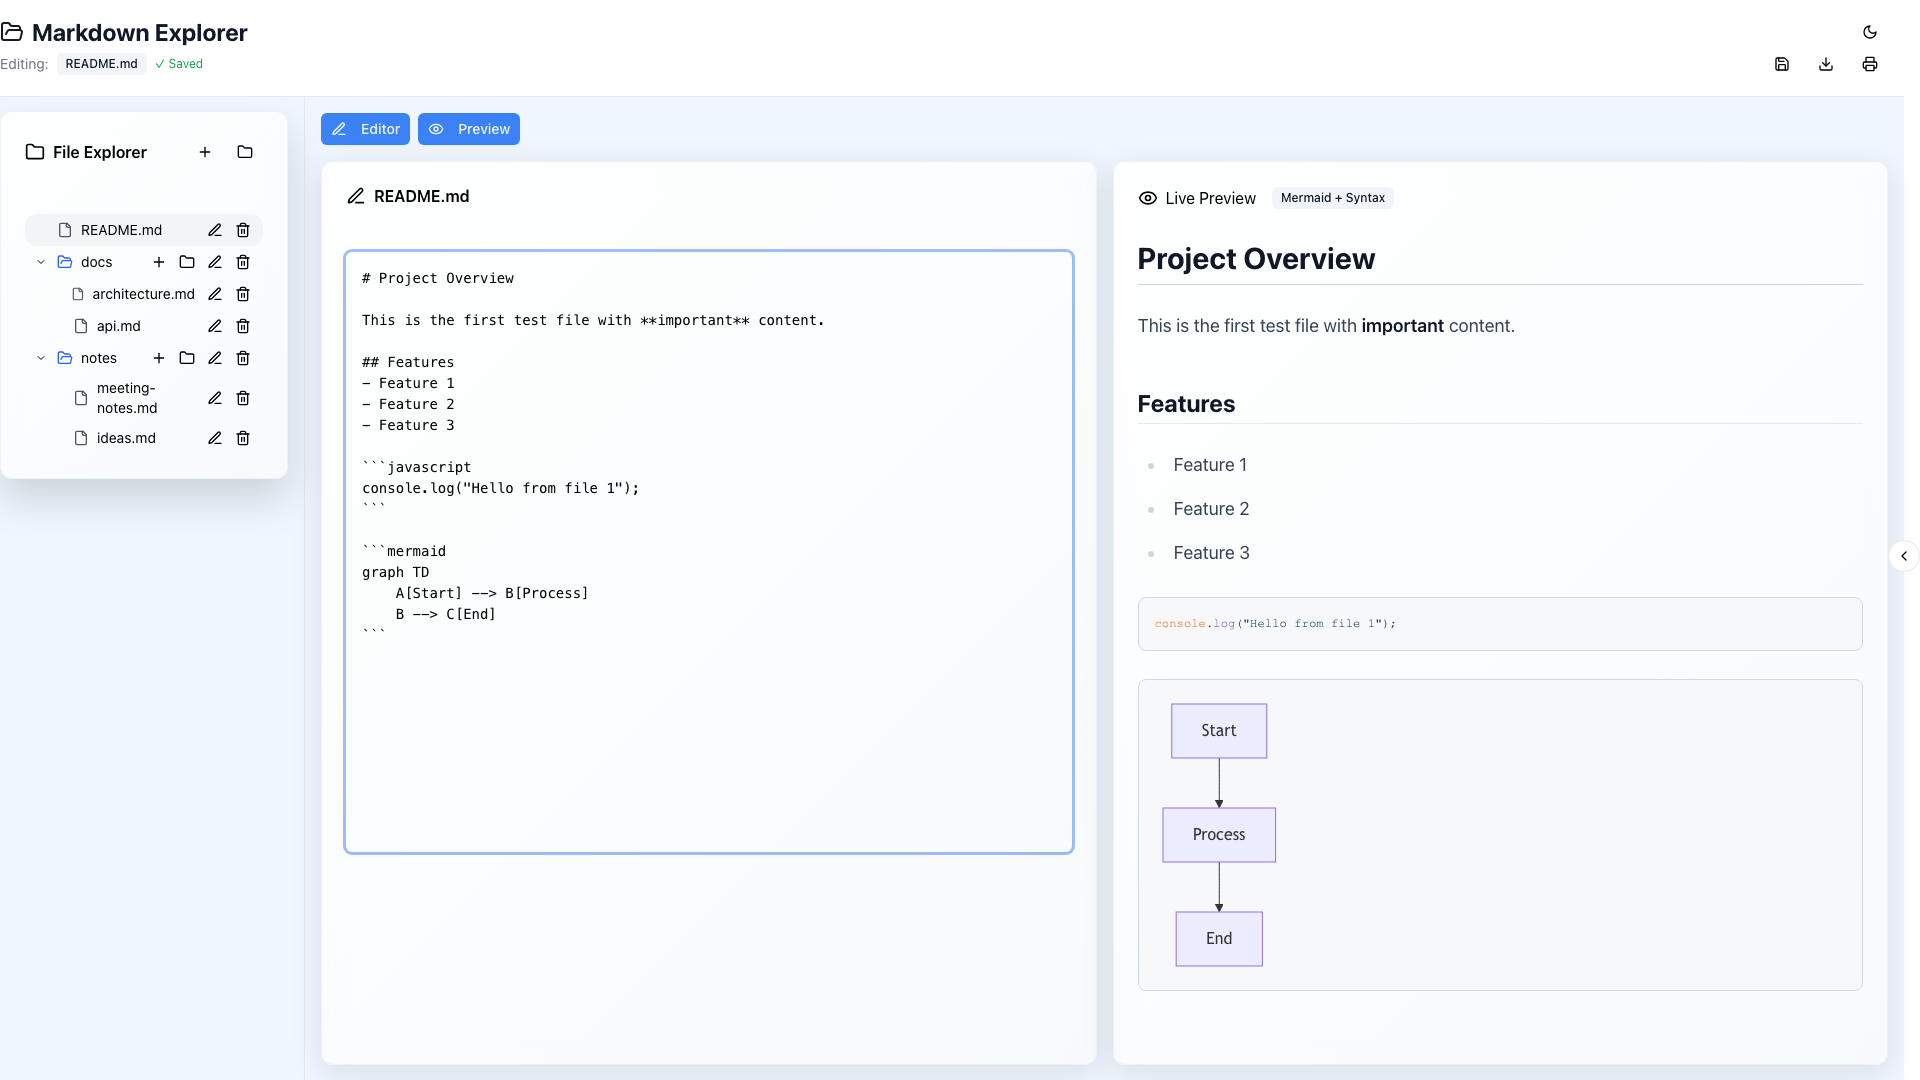 Markdown Explorer
Editing: README.md ✓ Saved
File Explorer
README.md
docs
architecture.md
api.md
notes
meeting-
notes.md
ideas.md
Editor Preview
README.md
# Project Overview

This is the first test file with **important** content.

## Features
- Feature 1
- Feature 2
- Feature 3

```javascript
console.log("Hello from file 1");
```

```mermaid
graph TD
    A[Start] --> B[Process]
    B --> C[End]
```
Live Preview Mermaid + Syntax
Project Overview
This is the first test file with important content.
Features
Feature 1
Feature 2
Feature 3
console.log("Hello from file 1");
Start
Process
End